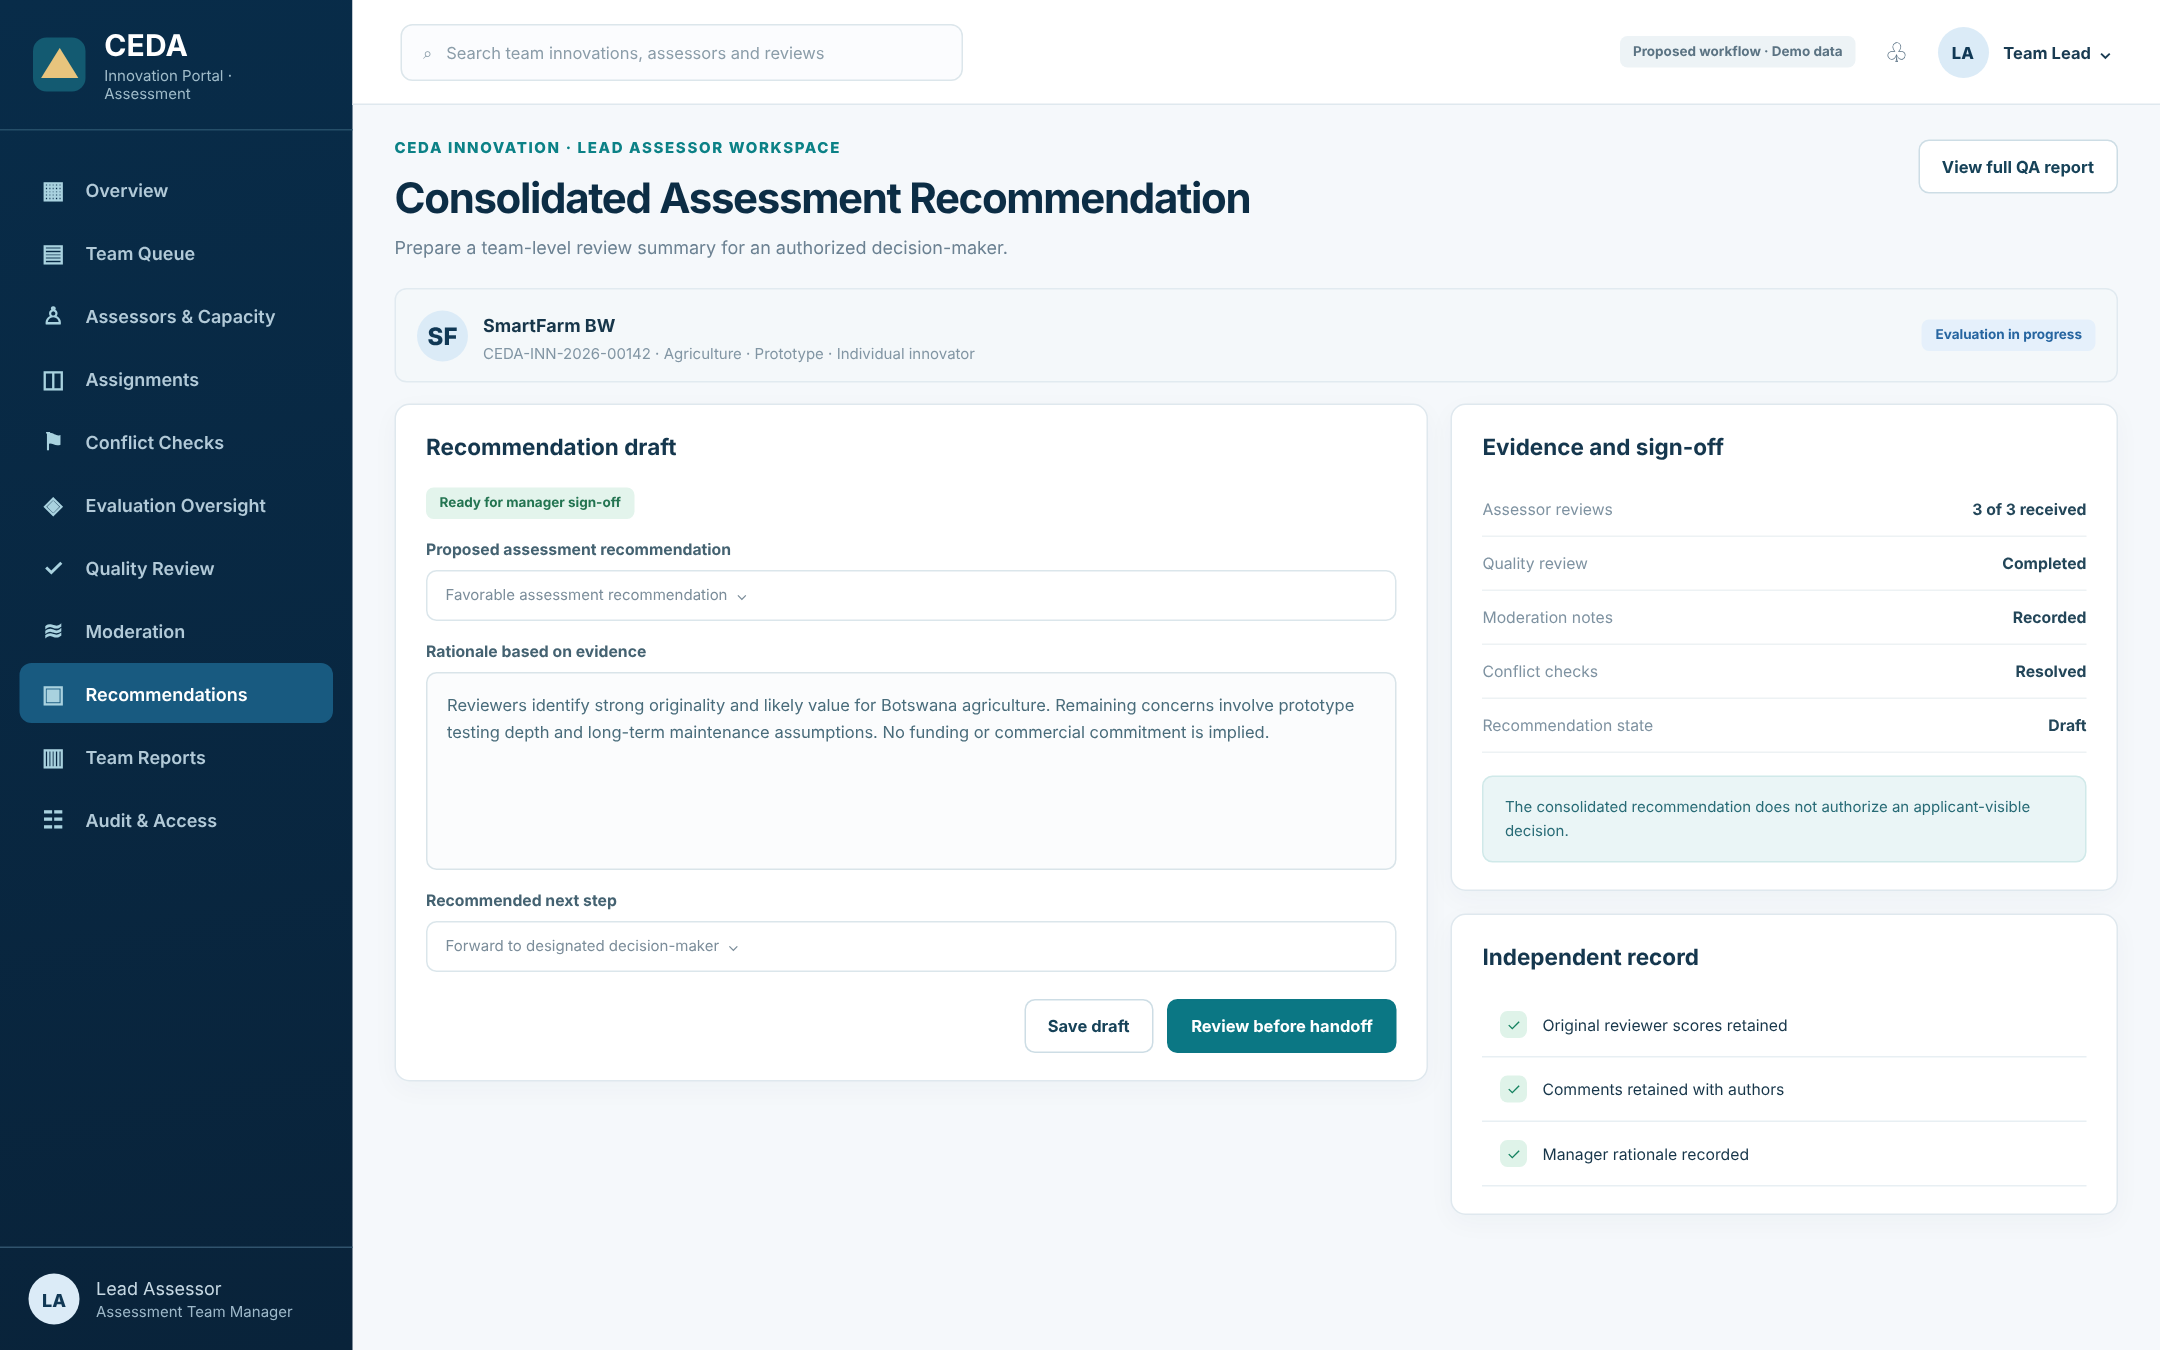 CEDA
Innovation Portal ·
Assessment
Overview
Team Queue
Assessors & Capacity
Assignments
Conflict Checks
Evaluation Oversight
Quality Review
Moderation
Recommendations
Team Reports
Audit & Access
LA
Lead Assessor
Assessment Team Manager
Search team innovations, assessors and reviews
Proposed workflow · Demo data
LA
Team Lead
CEDA INNOVATION · LEAD ASSESSOR WORKSPACE
Consolidated Assessment Recommendation
Prepare a team-level review summary for an authorized decision-maker.
View full QA report
SF
SmartFarm BW
CEDA-INN-2026-00142 · Agriculture · Prototype · Individual innovator
Evaluation in progress
Recommendation draft
Ready for manager sign-off
Proposed assessment recommendation
Favorable assessment recommendation
Rationale based on evidence
Reviewers identify strong originality and likely value for Botswana agriculture. Remaining concerns involve prototype
testing depth and long-term maintenance assumptions. No funding or commercial commitment is implied.
Recommended next step
Forward to designated decision-maker
Save draft
Review before handoff
Evidence and sign-off
Assessor reviews 3 of 3 received
Quality review Completed
Moderation notes Recorded
Conflict checks Resolved
Recommendation state Draft
The consolidated recommendation does not authorize an applicant-visible
decision.
Independent record
Original reviewer scores retained
Comments retained with authors
Manager rationale recorded